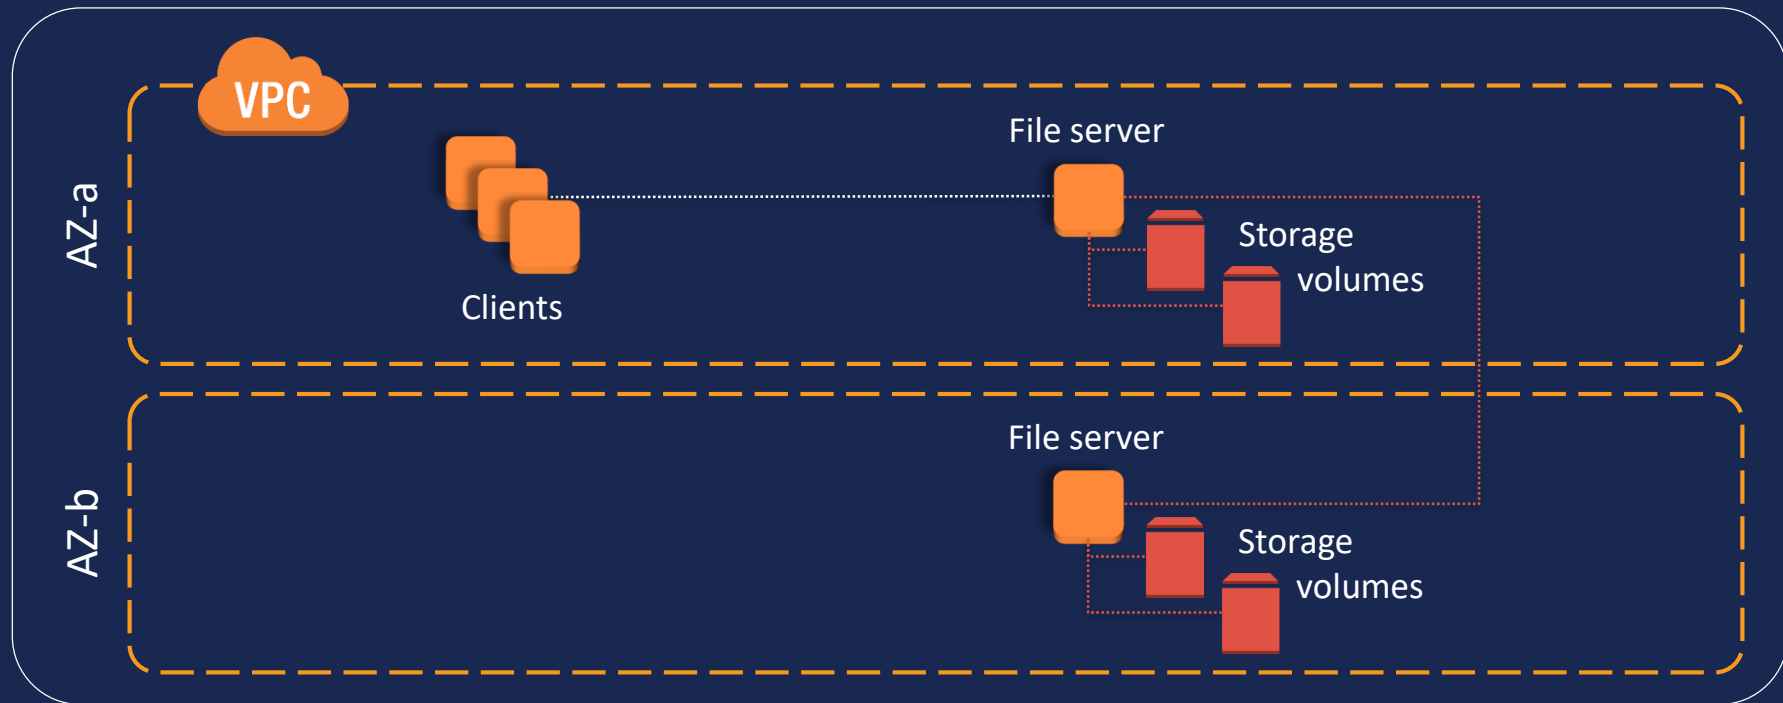 VPC
AZ-a
File server
Storage
volumes
Clients
AZ-b
File server
Storage
volumes